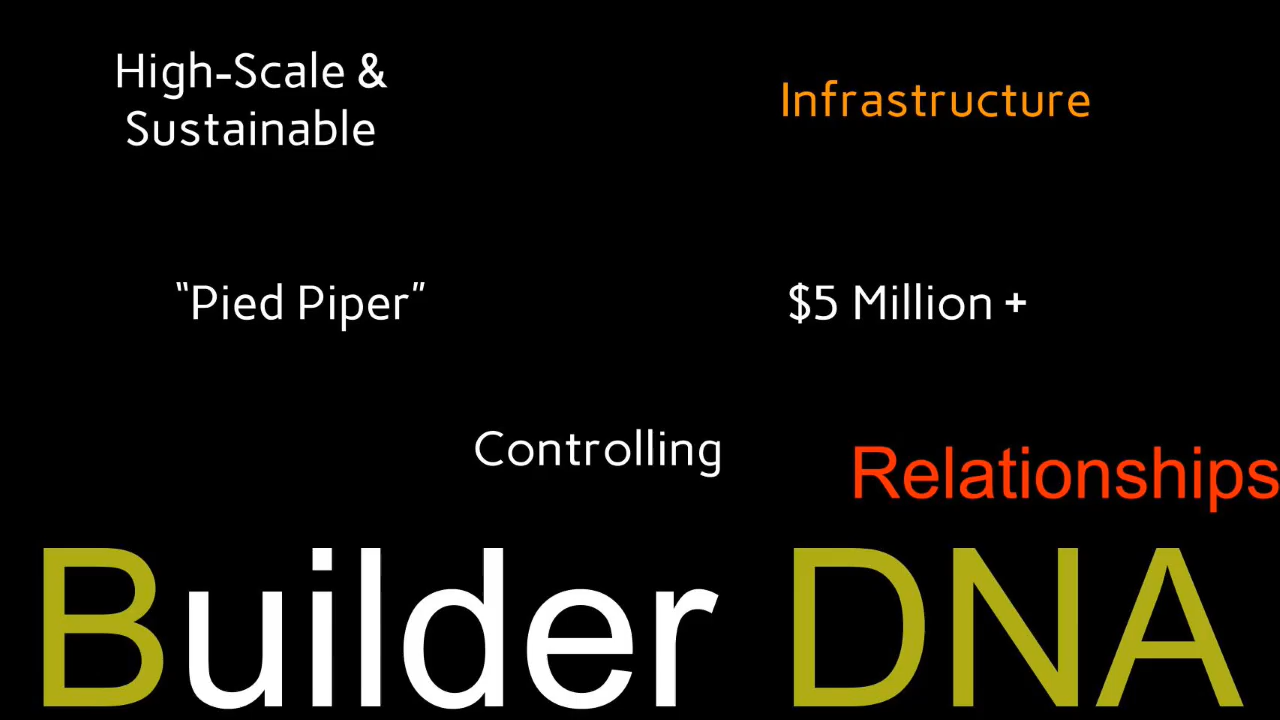 High-Scale &
Sustainable
Infrastructure
“Pied Piper”
$5 Million +
Controlling
Relationships
Builder DNA